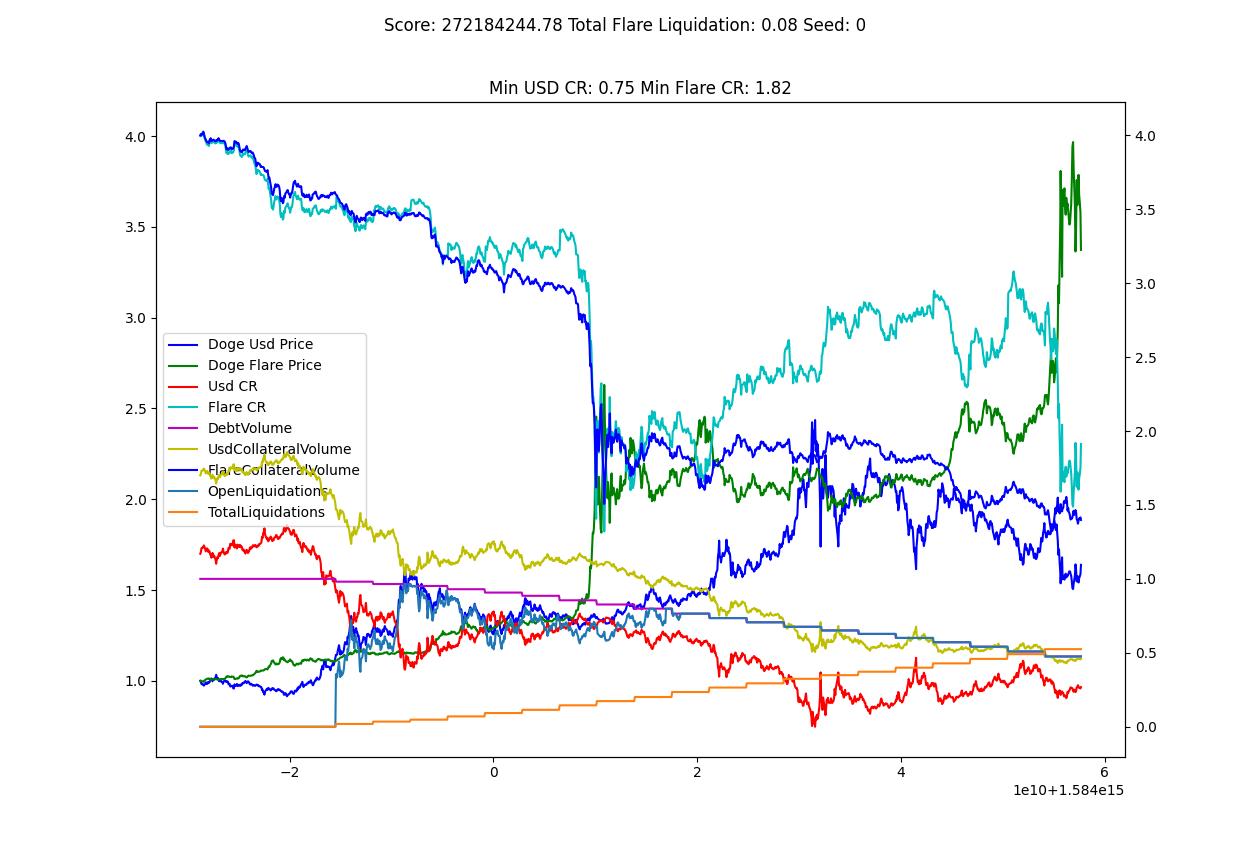 Score: 272184244.78 Total Flare Liquidation: 0.08 Seed: 0
Min USD CR: 0.75 Min Flare CR: 1.82
4.0
3.5
3.0
2.5
2.0
1.5
1.0
4.0
3.5
3.0
2.5
2.0
1.5
1.0
0.5
0.0
Doge Usd Price
Doge Flare Price
Usd CR
Flare CR
DebtVolume
UsdCollateralVolume
FlareCollateralVolume
OpenLiquidations
TotalLiquidations
−2 0 2 4 6
1e10+1.584e15